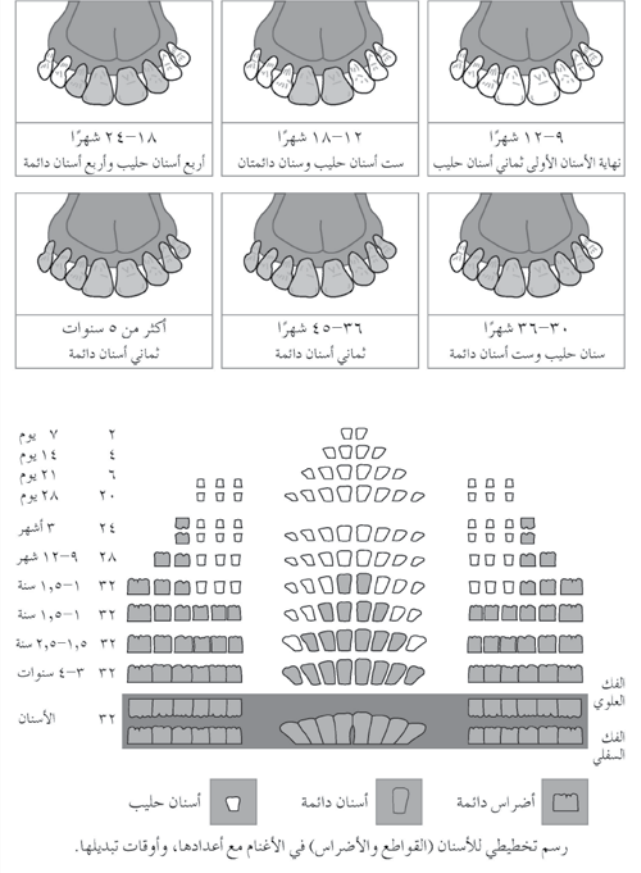 ٩−١٢ شهرًا
نهاية الأسنان الأولى ثماني أسنان حليب
١٢−١٨ شهرًا
ست أسنان حليب وسنان دائمتان
١٨−٢٤ شهرًا
أربع أسنان حليب وأربع أسنان دائمة
٣٠−٣٦ شهرًا
سنان حليب وست أسنان دائمة
٣٦−٤٥ شهرًا
ثماني أسنان دائمة
أكثر من ٥ سنوات
ثماني أسنان دائمة
٢ ٧ يوم
٤ ١٤ يوم
٦ ٢١ يوم
٢٠ ٢٨ يوم
٢٤ ٣ أشهر
٢٨ ٩−١٢ شهر
٣٢ ١−١,٥ سنة
٣٢ ١−١,٥ سنة
٣٢ ١,٥−٢,٥ سنة
٣٢ ٣−٤ سنوات
الفك العلوي
٣٢ الأسنان
الفك السفلي
أضراس دائمة
أسنان دائمة
أسنان حليب
رسم تخطيطي للأسنان (القواطع والأضراس) في الأغنام مع أعدادها، وأوقات تبديلها.